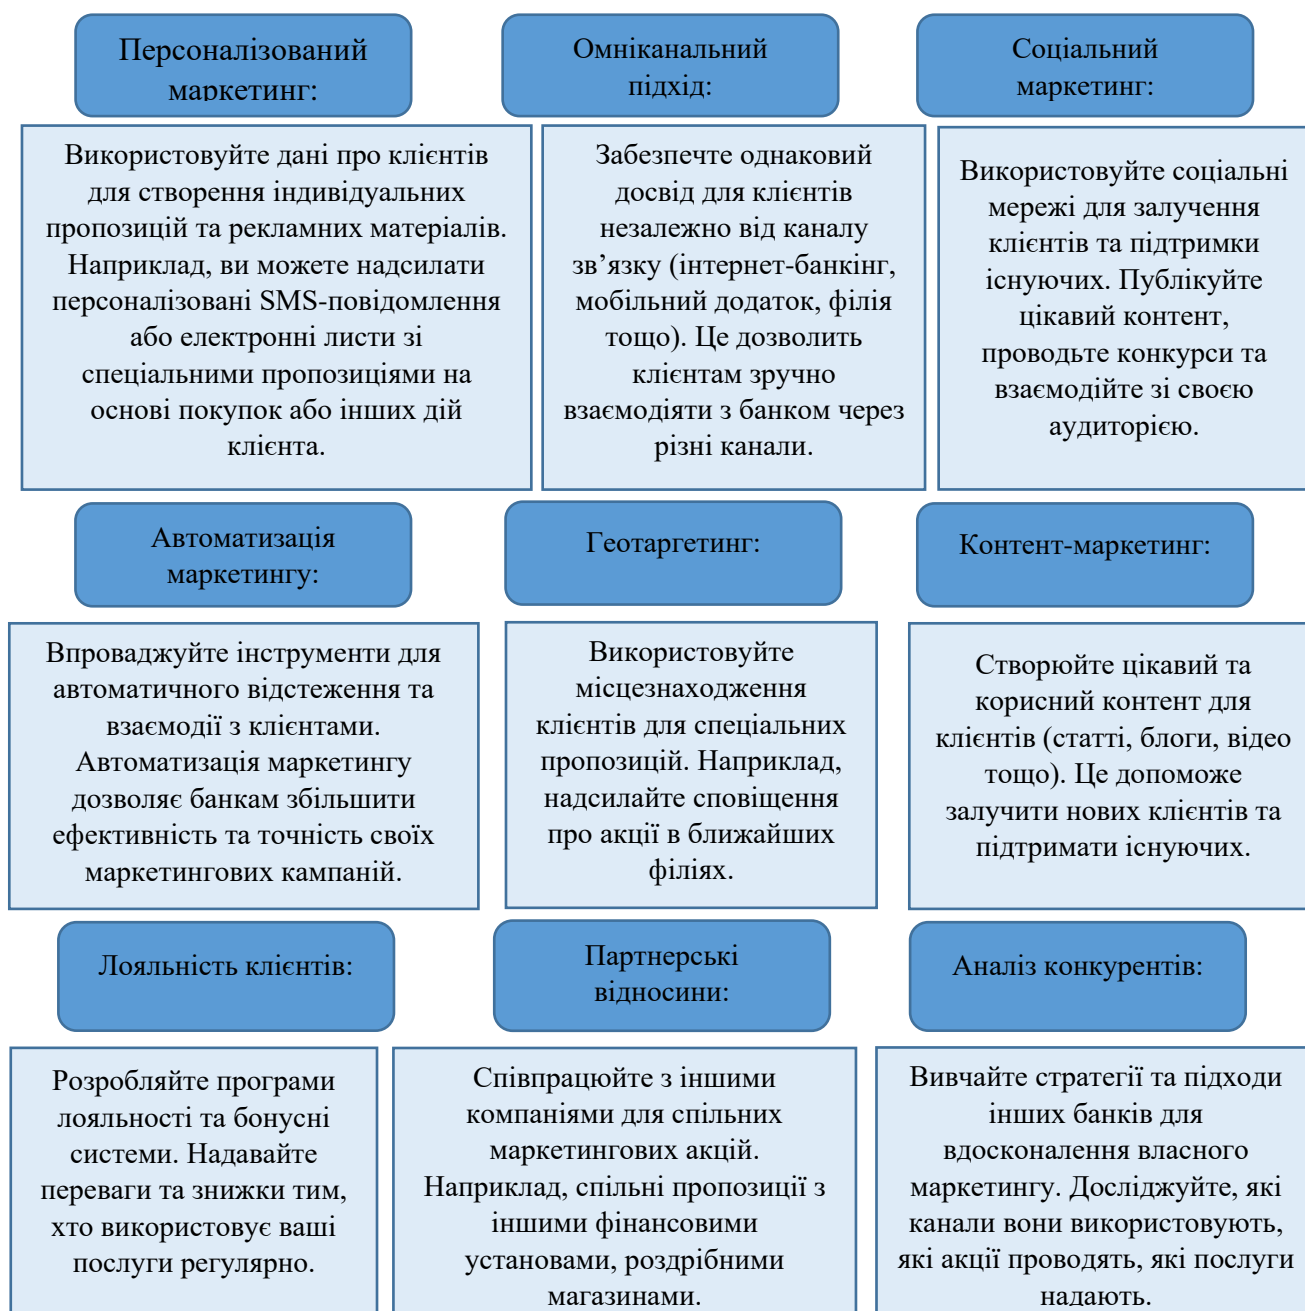 Персоналізований
маркетинг:
Омніканальний
підхід:
Соціальний
маркетинг:
Використовуйте дані про клієнтів
для створення індивідуальних
пропозицій та рекламних матеріалів.
Наприклад, ви можете надсилати
персоналізовані SMS-повідомлення
або електронні листи зі
спеціальними пропозиціями на
основі покупок або інших дій
клієнта.
Забезпечте однаковий
досвід для клієнтів
незалежно від каналу
зв’язку (інтернет-банкінг,
мобільний додаток, філія
тощо). Це дозволить
клієнтам зручно
взаємодіяти з банком через
різні канали.
Використовуйте соціальні
мережі для залучення
клієнтів та підтримки
існуючих. Публікуйте
цікавий контент,
проводьте конкурси та
взаємодійте зі своєю
аудиторією.
Автоматизація
маркетингу:
Геотаргетинг:
Контент-маркетинг:
Впроваджуйте інструменти для
автоматичного відстеження та
взаємодії з клієнтами.
Автоматизація маркетингу
дозволяє банкам збільшити
ефективність та точність своїх
маркетингових кампаній.
Використовуйте
місцезнаходження
клієнтів для спеціальних
пропозицій. Наприклад,
надсилайте сповіщення
про акції в ближайших
філіях.
Створюйте цікавий та
корисний контент для
клієнтів (статті, блоги, відео
тощо). Це допоможе
залучити нових клієнтів та
підтримати існуючих.
Лояльність клієнтів:
Партнерські
відносини:
Аналіз конкурентів:
Розробляйте програми
лояльності та бонусні
системи. Надавайте
переваги та знижки тим,
хто використовує ваші
послуги регулярно.
Співпрацюйте з іншими
компаніями для спільних
маркетингових акцій.
Наприклад, спільні пропозиції з
іншими фінансовими
установами, роздрібними
магазинами.
Вивчайте стратегії та підходи
інших банків для
вдосконалення власного
маркетингу. Досліджуйте, які
канали вони використовують,
які акції проводять, які послуги
надають.